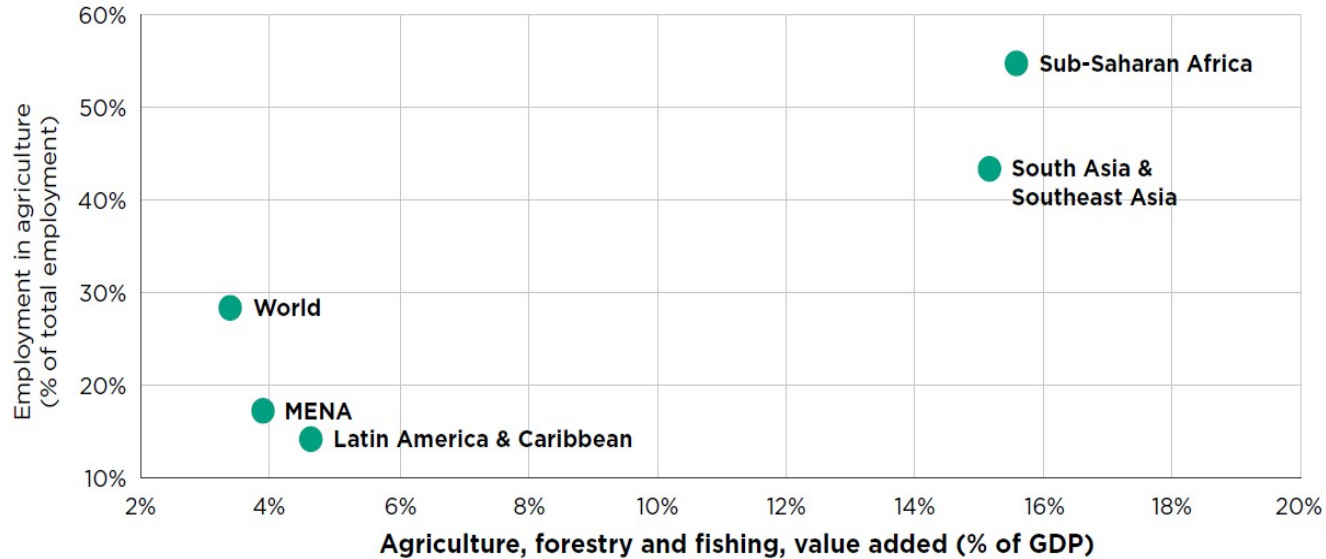 Employment in agriculture
(% of total employment)
60%
50%
40%
30%
20%
10%
Sub-Saharan Africa
South Asia &
Southeast Asia
World
MENA
Latin America & Caribbean
2%
4%
6%
6%
10%
12%
14%
16%
18%
20%
Agriculture, forestry and fishing, value added (% of GDP)